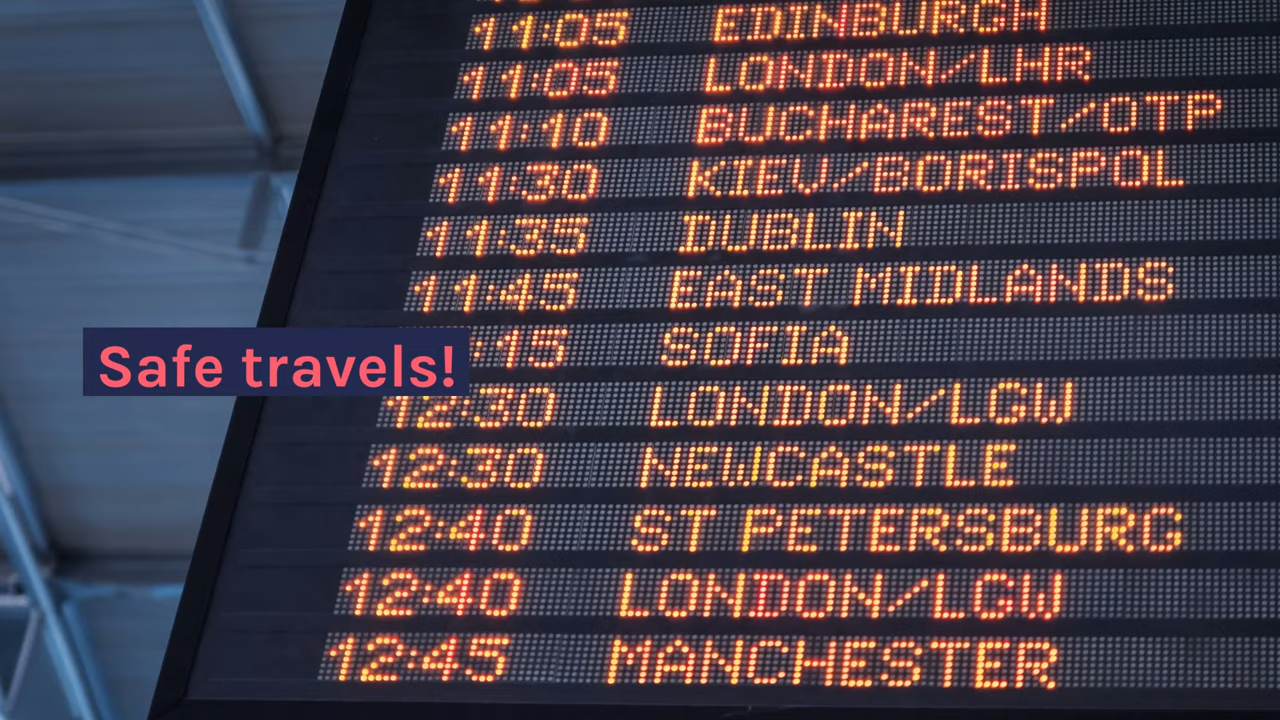 11:05 EDINBURGH
11:05 LONDON/LHR
11:10 BUCHAREST/OTP
11:30 KIEV/BORISPOL
11:35 DUBLIN
11:45 EAST MIDLANDS
Safe travels!
:15 SOFIA
12:30 LONDON/LGW
12:30 NEWCASTLE
12:40 ST PETERSBURG
12:40 LONDON/LGW
12:45 MANCHESTER